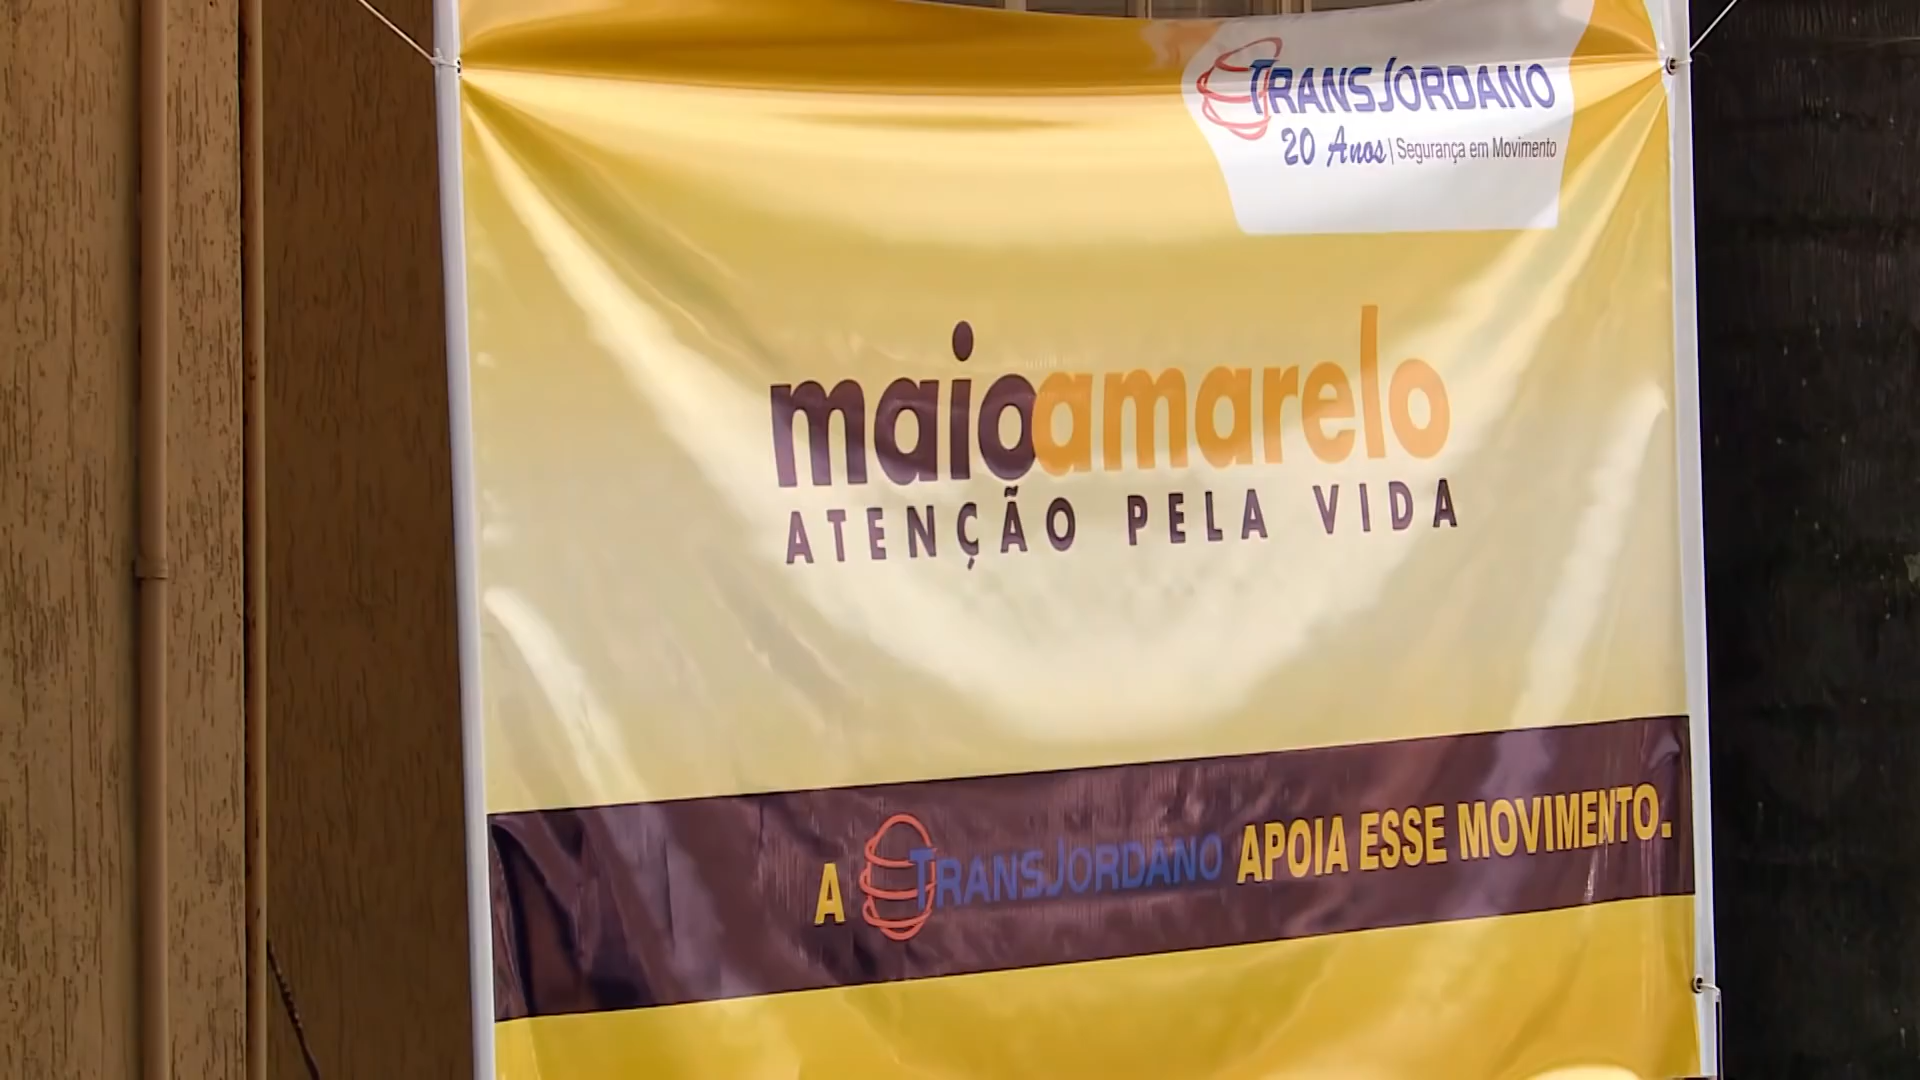 TRANSJORDANO
20 Anos | Segurança em Movimento
maioamarelo
ATENÇÃO PELA VIDA
A TRANSJORDANO APOIA ESSE MOVIMENTO.